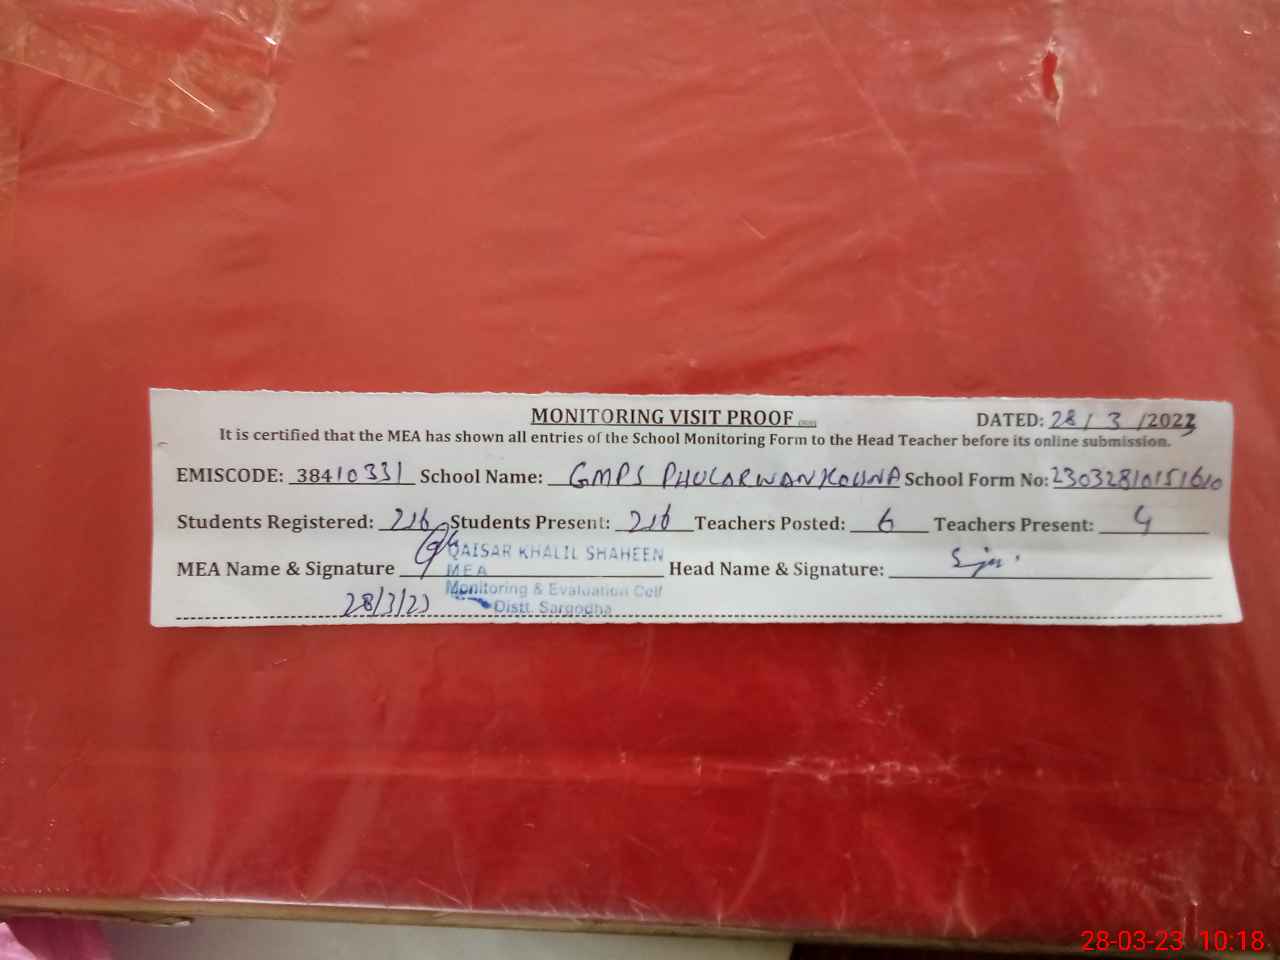 MONITORING VISIT PROOF DATED: 28 / 3 /2023
It is certified that the MEA has shown all entries of the School Monitoring Form to the Head Teacher before its online submission.
EMISCODE: 38410331 School Name: GMPS PHULARWAN KOHNA School Form No: 23032810151610
Students Registered: 216 Students Present: 216 Teachers Posted: 6 Teachers Present: 4
MEA Name & Signature QAISAR KHALIL SHAHEEN Head Name & Signature:
MEA
Monitoring & Evaluation Cell
Distt. Sargodha
28/3/23
28-03-23 10:18